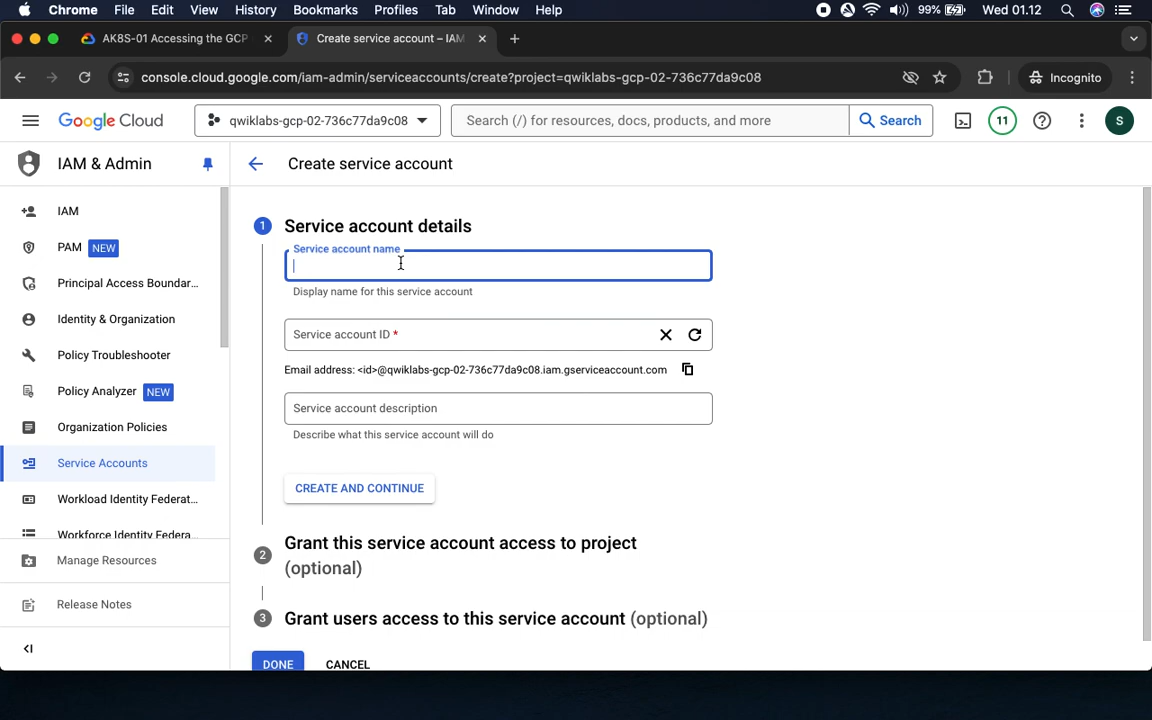 Chrome File Edit View History Bookmarks Profiles Tab Window Help 99% Wed 01.12
AK8S-01 Accessing the GCP
Create service account – IAM
console.cloud.google.com/iam-admin/serviceaccounts/create?project=qwiklabs-gcp-02-736c77da9c08
Incognito
Google Cloud
qwiklabs-gcp-02-736c77da9c08
Search (/) for resources, docs, products, and more
Search
11
S
IAM & Admin
Create service account
IAM
PAM NEW
Principal Access Boundar...
Identity & Organization
Policy Troubleshooter
Policy Analyzer NEW
Organization Policies
Service Accounts
Workload Identity Federat...
Workforce Identity Federa...
Manage Resources
Release Notes
1 Service account details
Service account name
Display name for this service account
Service account ID *
Email address: <id>@qwiklabs-gcp-02-736c77da9c08.iam.gserviceaccount.com
Service account description
Describe what this service account will do
CREATE AND CONTINUE
2 Grant this service account access to project
(optional)
3 Grant users access to this service account (optional)
DONE CANCEL